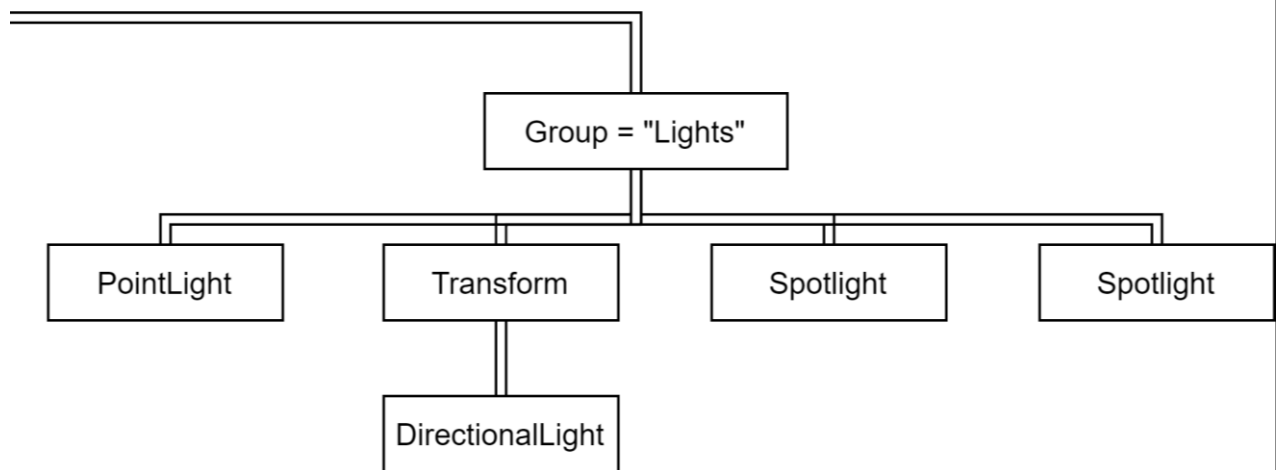 Group = "Lights"
PointLight
Transform
Spotlight
Spotlight
DirectionalLight